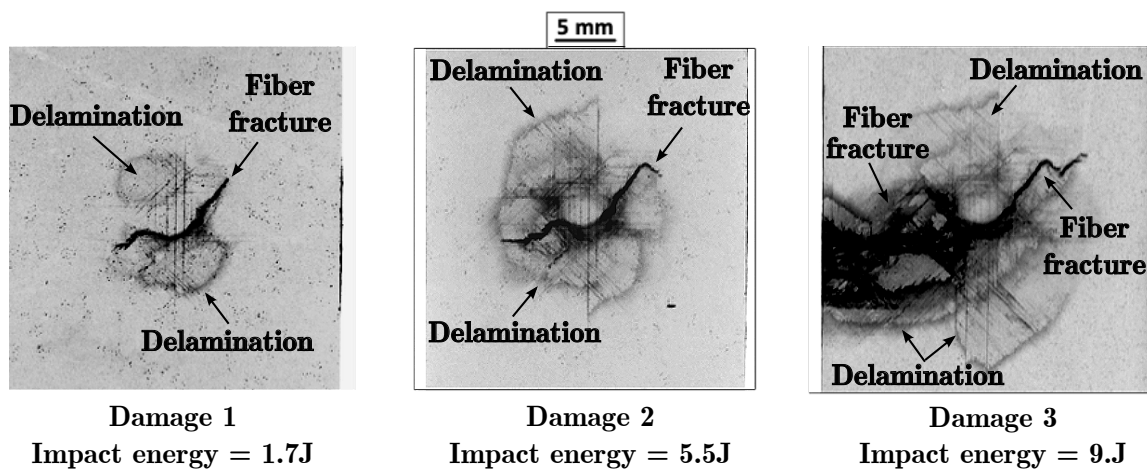 5 mm
Delamination
Fiber
fracture
Delamination
Damage 1
Impact energy = 1.7J
Delamination
Fiber
fracture
Delamination
Damage 2
Impact energy = 5.5J
Delamination
Fiber
fracture
Fiber
fracture
Delamination
Damage 3
Impact energy = 9.J